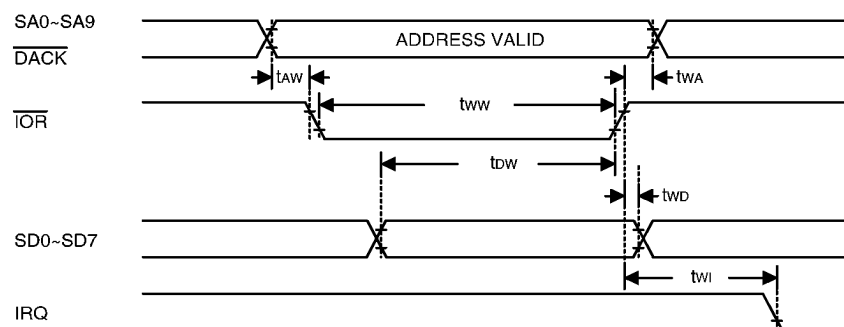 SA0~SA9
DACK
ADDRESS VALID
tAW
tWA
IOR
tWW
tDW
tWD
SD0~SD7
tWI
IRQ